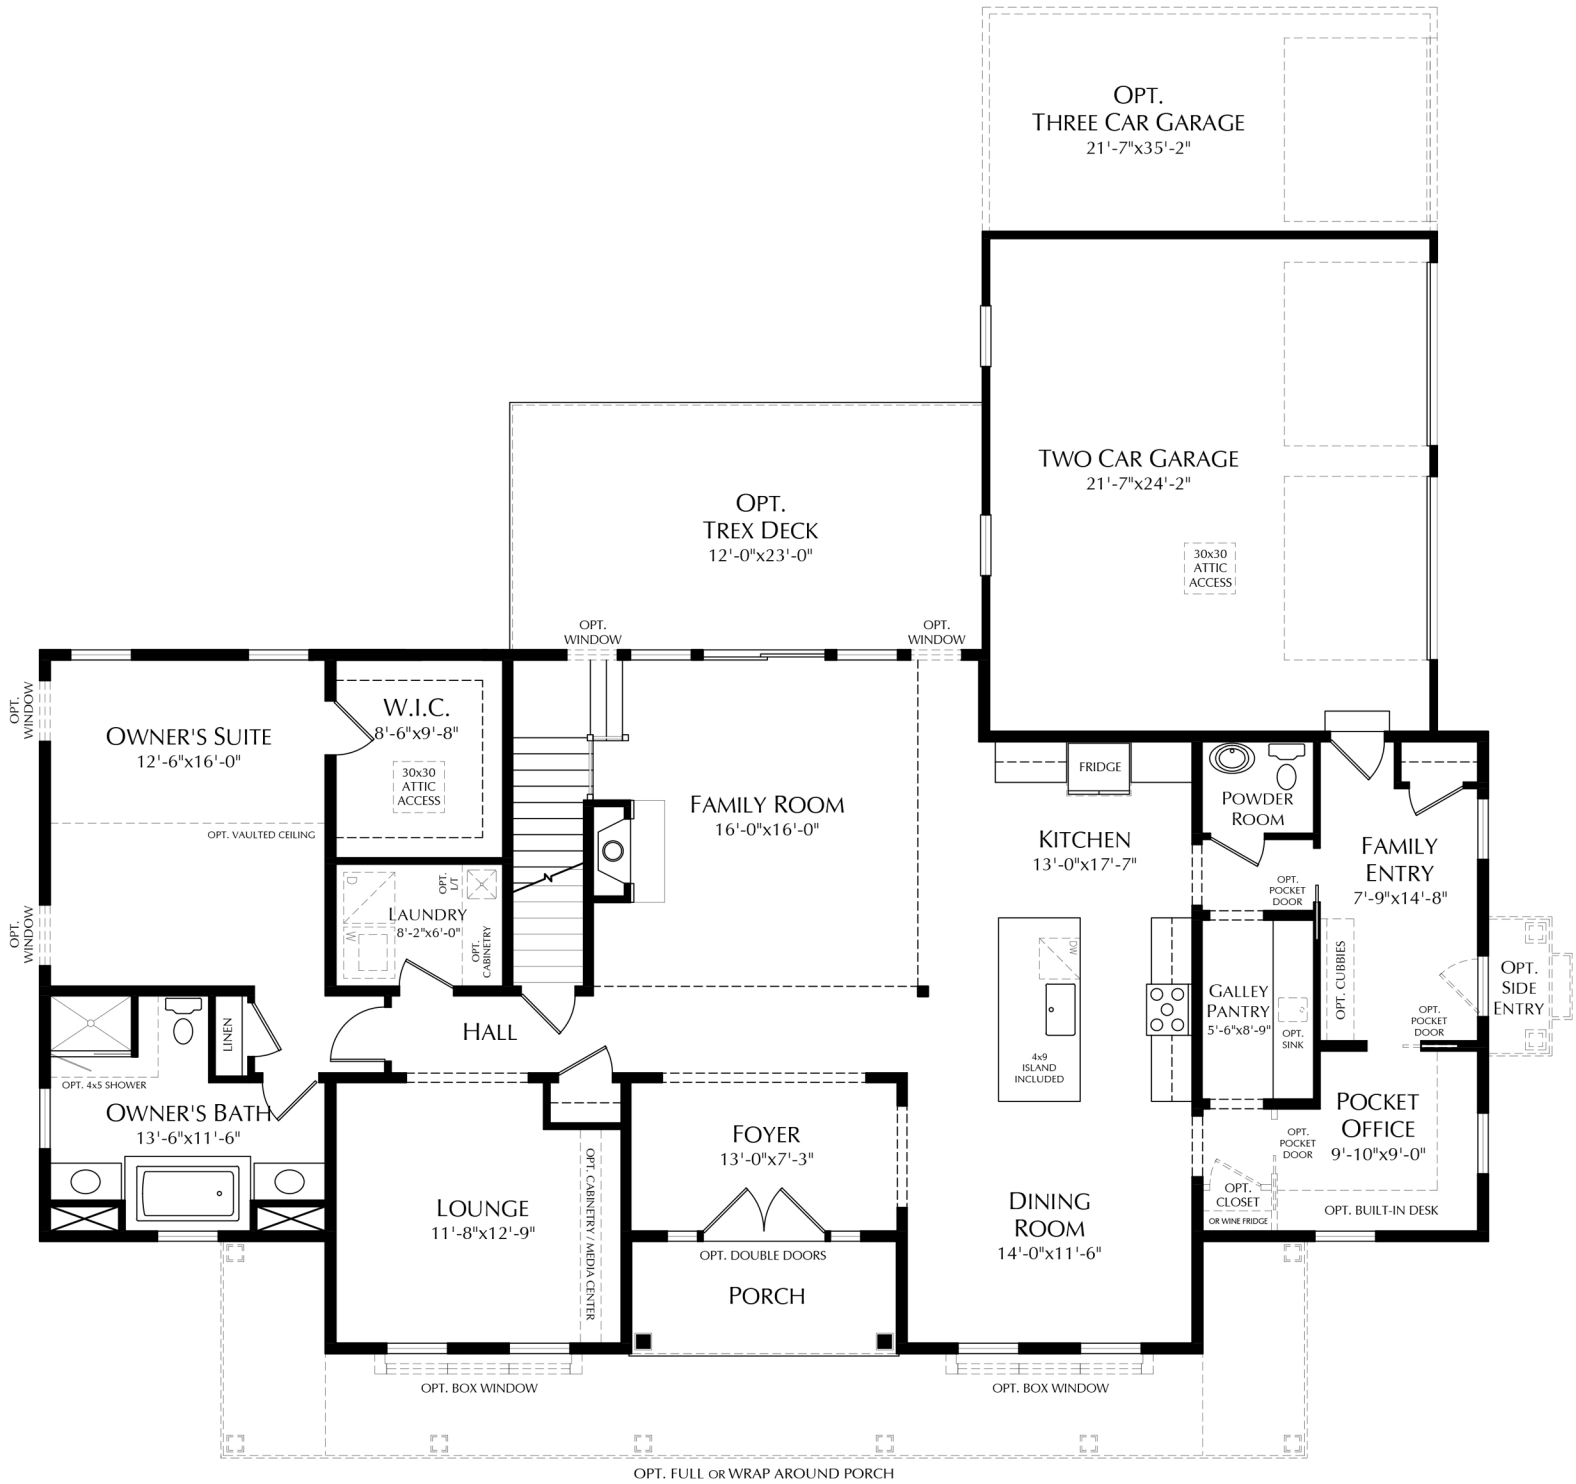 OPT.
THREE CAR GARAGE
21'-7"x35'-2"
TWO CAR GARAGE
21'-7"x24'-2"
30x30
ATTIC
ACCESS
OPT.
TREX DECK
12'-0"x23'-0"
OPT.
WINDOW
OPT.
WINDOW
OPT.
WINDOW
OWNER'S SUITE
12'-6"x16'-0"
OPT. VAULTED CEILING
OPT.
WINDOW
W.I.C.
8'-6"x9'-8"
30x30
ATTIC
ACCESS
D
OPT.
L/T
LAUNDRY
8'-2"x6'-0"
W
OPT.
CABINETRY
FAMILY ROOM
16'-0"x16'-0"
FRIDGE
KITCHEN
13'-0"x17'-7"
DW
4x9
ISLAND
INCLUDED
POWDER
ROOM
OPT.
POCKET
DOOR
FAMILY
ENTRY
7'-9"x14'-8"
OPT. CUBBIES
OPT.
SIDE
ENTRY
OPT.
POCKET
DOOR
GALLEY
PANTRY
5'-6"x8'-9"
OPT.
SINK
HALL
LINEN
OPT. 4x5 SHOWER
OWNER'S BATH
13'-6"x11'-6"
LOUNGE
11'-8"x12'-9"
OPT. CABINETRY / MEDIA CENTER
FOYER
13'-0"x7'-3"
OPT. DOUBLE DOORS
PORCH
DINING
ROOM
14'-0"x11'-6"
POCKET
OFFICE
9'-10"x9'-0"
OPT.
POCKET
DOOR
OPT.
CLOSET
OR WINE FRIDGE
OPT. BUILT-IN DESK
OPT. BOX WINDOW
OPT. BOX WINDOW
OPT. FULL OR WRAP AROUND PORCH